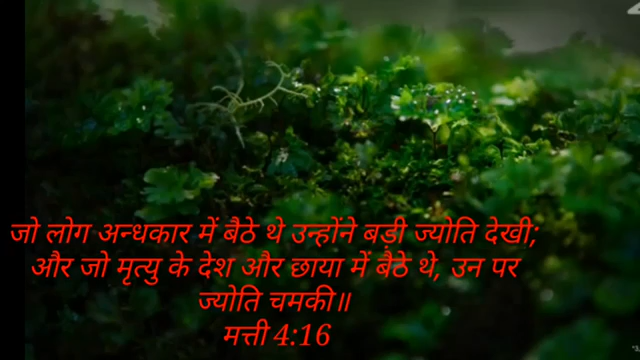 जो लोग अन्धकार में बैठे थे उन्होंने बड़ी ज्योति देखी;
और जो मृत्यु के देश और छाया में बैठे थे, उन पर
ज्योति चमकी॥
मत्ती 4:16